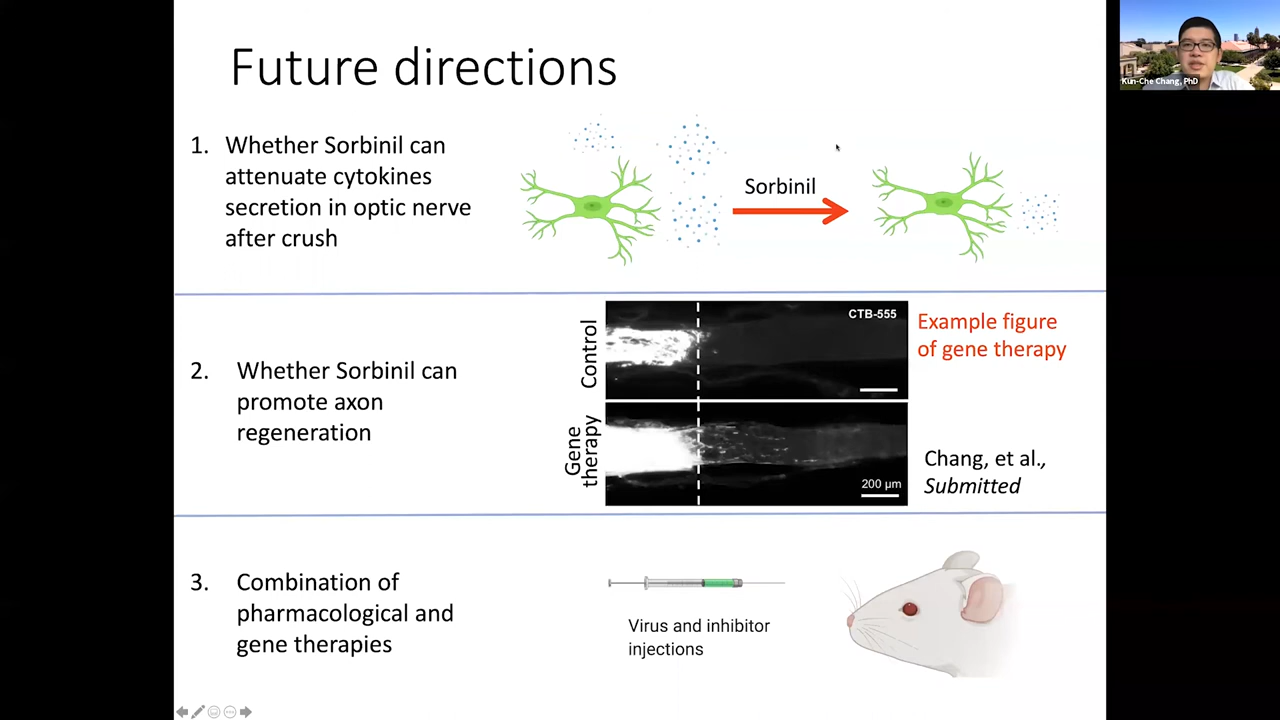 Future directions
1. Whether Sorbinil can
attenuate cytokines
secretion in optic nerve
after crush
Sorbinil
2. Whether Sorbinil can
promote axon
regeneration
Control
Gene
therapy
CTB-555
200 µm
Example figure
of gene therapy
Chang, et al.,
Submitted
3. Combination of
pharmacological and
gene therapies
Virus and inhibitor
injections
Kun-Che Chang, PhD